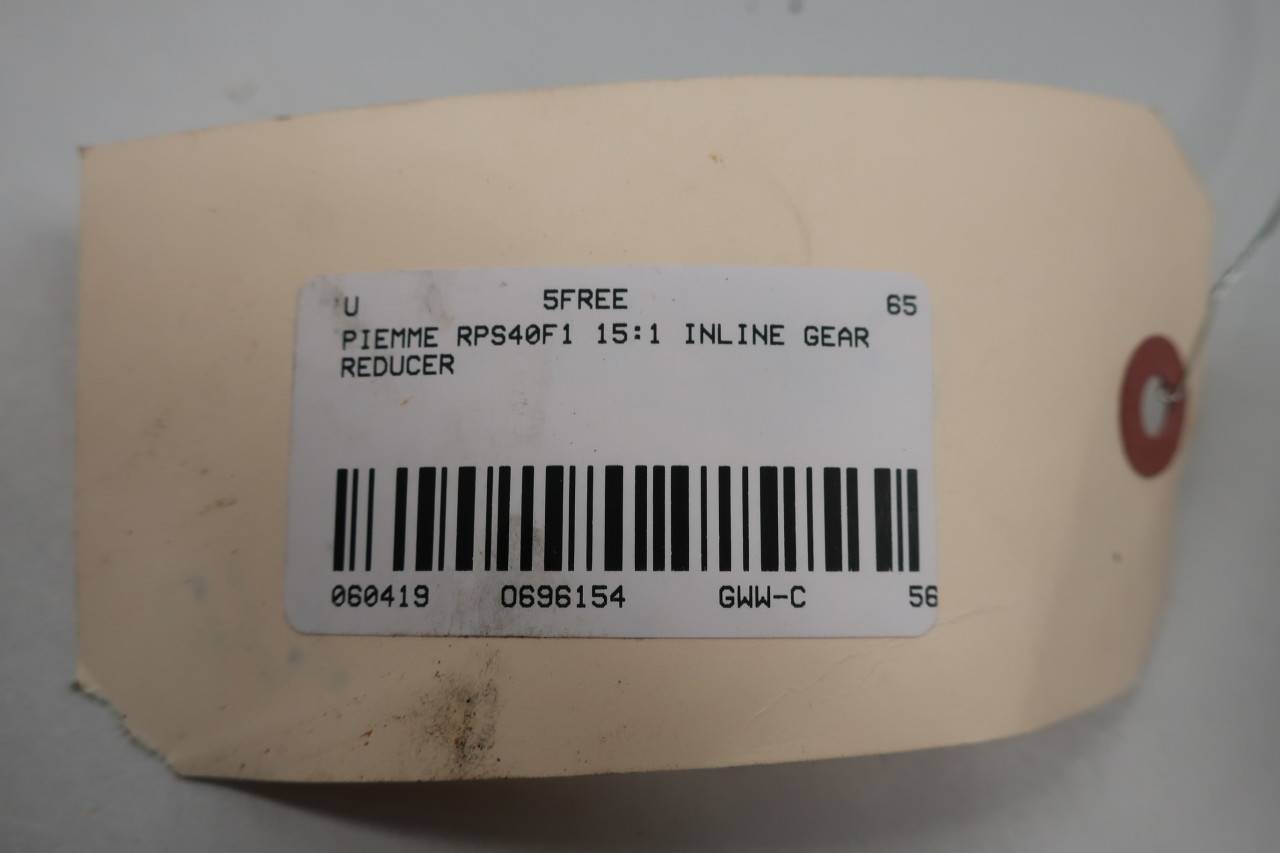 U 5FREE 65
PIEMME RPS40F1 15:1 INLINE GEAR
REDUCER
060419 0696154 GWW-C 56